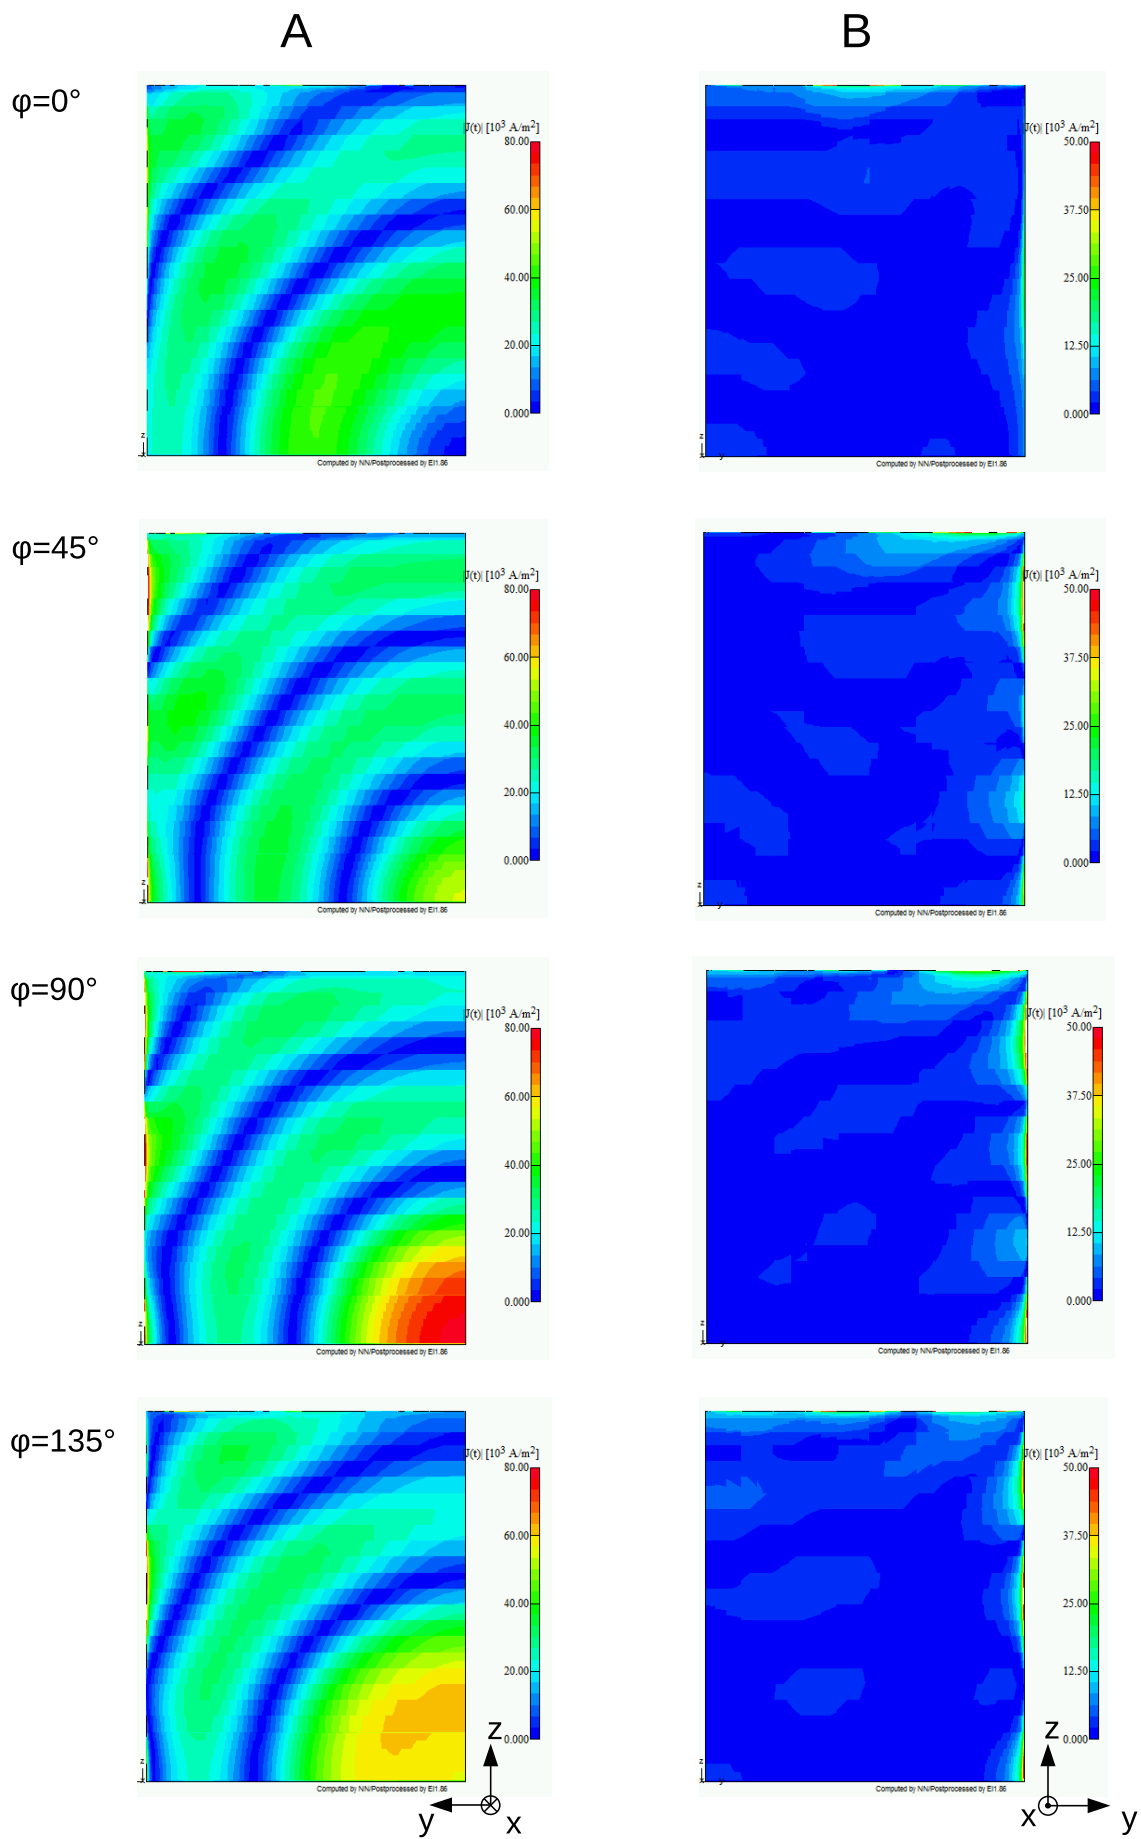 A B
φ=0°
J(t)| [10³ A/m²]
80.00
60.00
40.00
20.00
0.000
z
Computed by NN/Postprocessed by EI1.86
J(t)| [10³ A/m²]
50.00
37.50
25.00
12.50
0.000
z
y
Computed by NN/Postprocessed by EI1.86
φ=45°
J(t)| [10³ A/m²]
80.00
60.00
40.00
20.00
0.000
z
Computed by NN/Postprocessed by EI1.86
J(t)| [10³ A/m²]
50.00
37.50
25.00
12.50
0.000
z
y
Computed by NN/Postprocessed by EI1.86
φ=90°
J(t)| [10³ A/m²]
80.00
60.00
40.00
20.00
0.000
z
Computed by NN/Postprocessed by EI1.86
J(t)| [10³ A/m²]
50.00
37.50
25.00
12.50
0.000
z
y
Computed by NN/Postprocessed by EI1.86
φ=135°
J(t)| [10³ A/m²]
80.00
60.00
40.00
20.00
0.000
z
Computed by NN/Postprocessed by EI1.86
z
y
x
J(t)| [10³ A/m²]
50.00
37.50
25.00
12.50
0.000
z
y
Computed by NN/Postprocessed by EI1.86
z
x
y